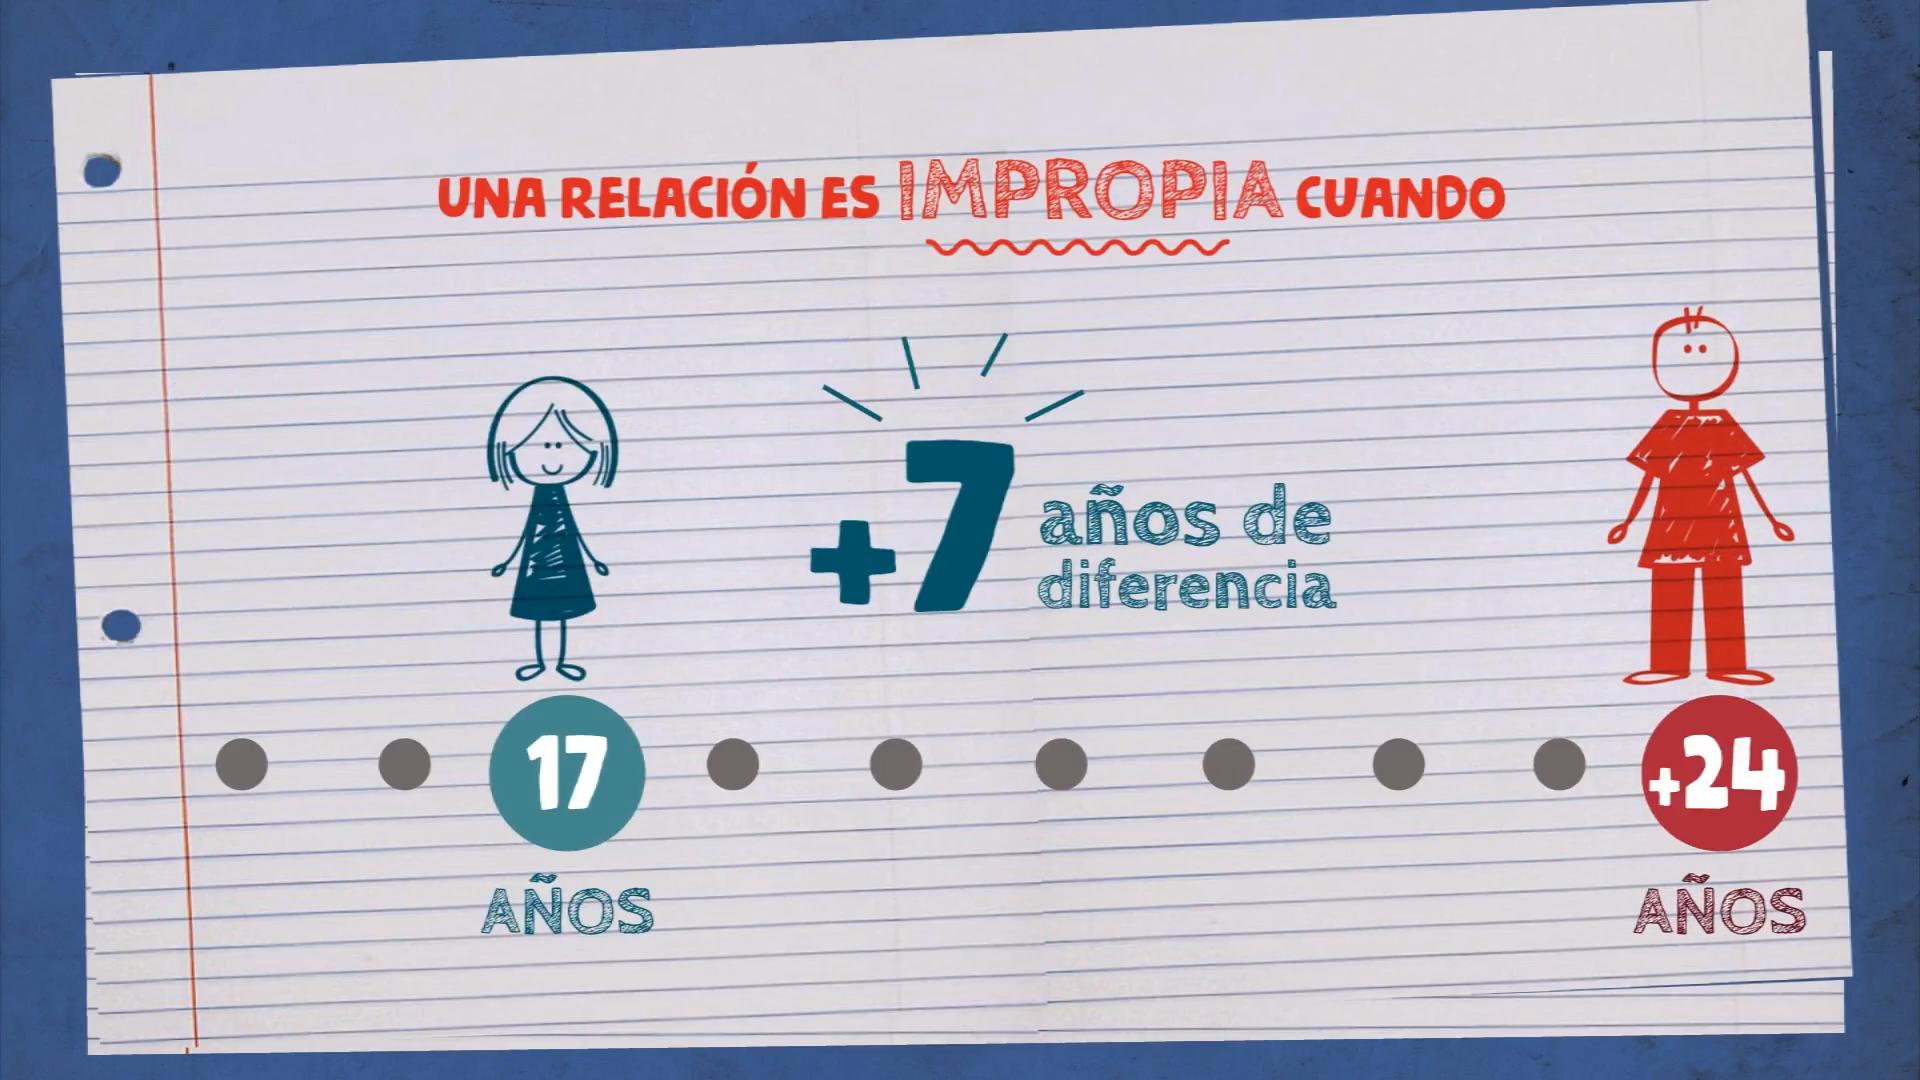 UNA RELACIÓN ES IMPROPIA CUANDO
+7 años de
diferencia
17
+24
AÑOS
AÑOS